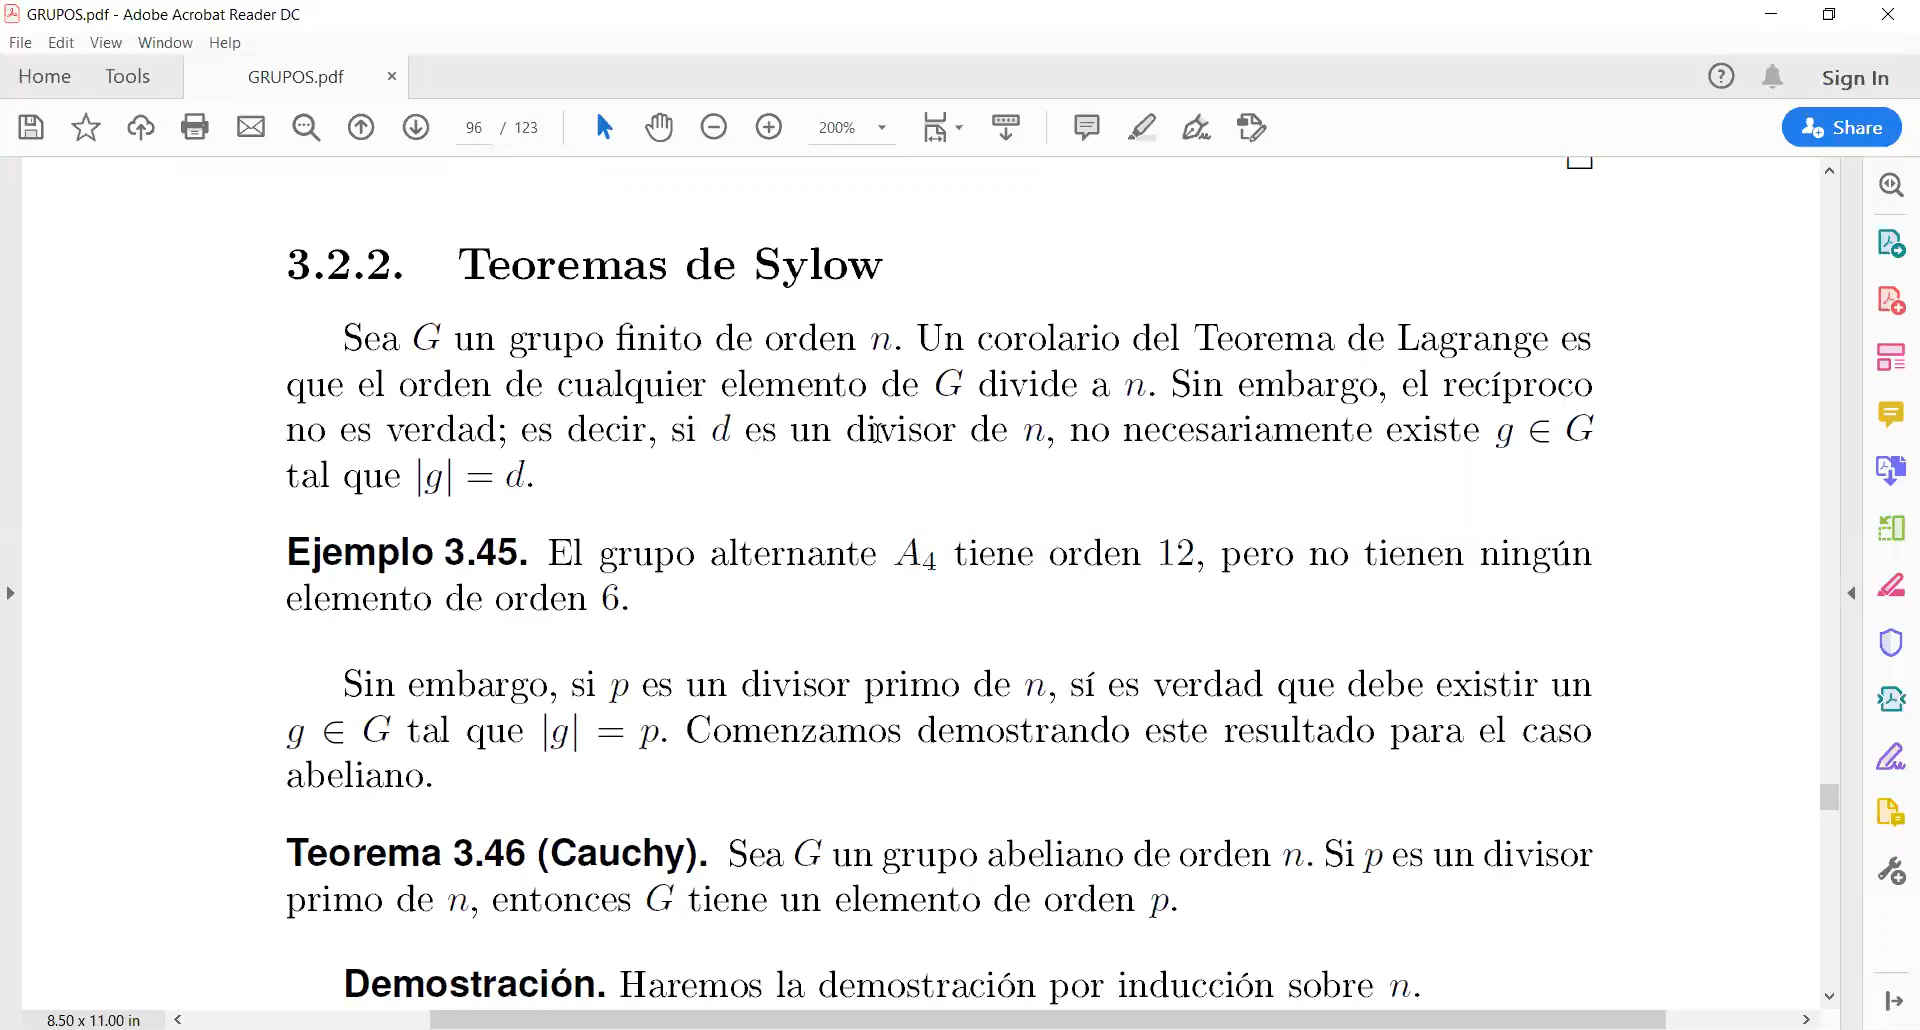 GRUPOS.pdf - Adobe Acrobat Reader DC
File Edit View Window Help
Home Tools GRUPOS.pdf × Sign In
96 / 123 200% Share
3.2.2. Teoremas de Sylow
Sea G un grupo finito de orden n. Un corolario del Teorema de Lagrange es
que el orden de cualquier elemento de G divide a n. Sin embargo, el recíproco
no es verdad; es decir, si d es un divisor de n, no necesariamente existe g ∈ G
tal que |g| = d.
Ejemplo 3.45. El grupo alternante A₄ tiene orden 12, pero no tienen ningún
elemento de orden 6.
Sin embargo, si p es un divisor primo de n, sí es verdad que debe existir un
g ∈ G tal que |g| = p. Comenzamos demostrando este resultado para el caso
abeliano.
Teorema 3.46 (Cauchy). Sea G un grupo abeliano de orden n. Si p es un divisor
primo de n, entonces G tiene un elemento de orden p.
Demostración. Haremos la demostración por inducción sobre n.
8.50 x 11.00 in